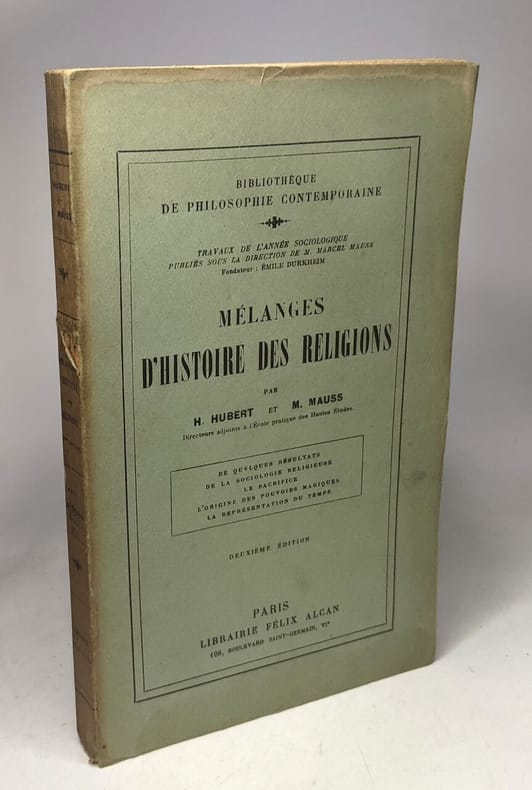 BIBLIOTHÈQUE
DE PHILOSOPHIE CONTEMPORAINE
TRAVAUX DE L'ANNÉE SOCIOLOGIQUE
PUBLIÉS SOUS LA DIRECTION DE M. MARCEL MAUSS
Fondateur : ÉMILE DURKHEIM
MÉLANGES
D'HISTOIRE DES RELIGIONS
PAR
H. HUBERT ET M. MAUSS
Directeurs adjoints à l'École pratique des Hautes Études.
DE QUELQUES RÉSULTATS
DE LA SOCIOLOGIE RELIGIEUSE
LE SACRIFICE
L'ORIGINE DES POUVOIRS MAGIQUES
LA REPRÉSENTATION DU TEMPS
DEUXIÈME ÉDITION
PARIS
LIBRAIRIE FÉLIX ALCAN
108, BOULEVARD SAINT-GERMAIN, VIe
HUBERT
MAUSS